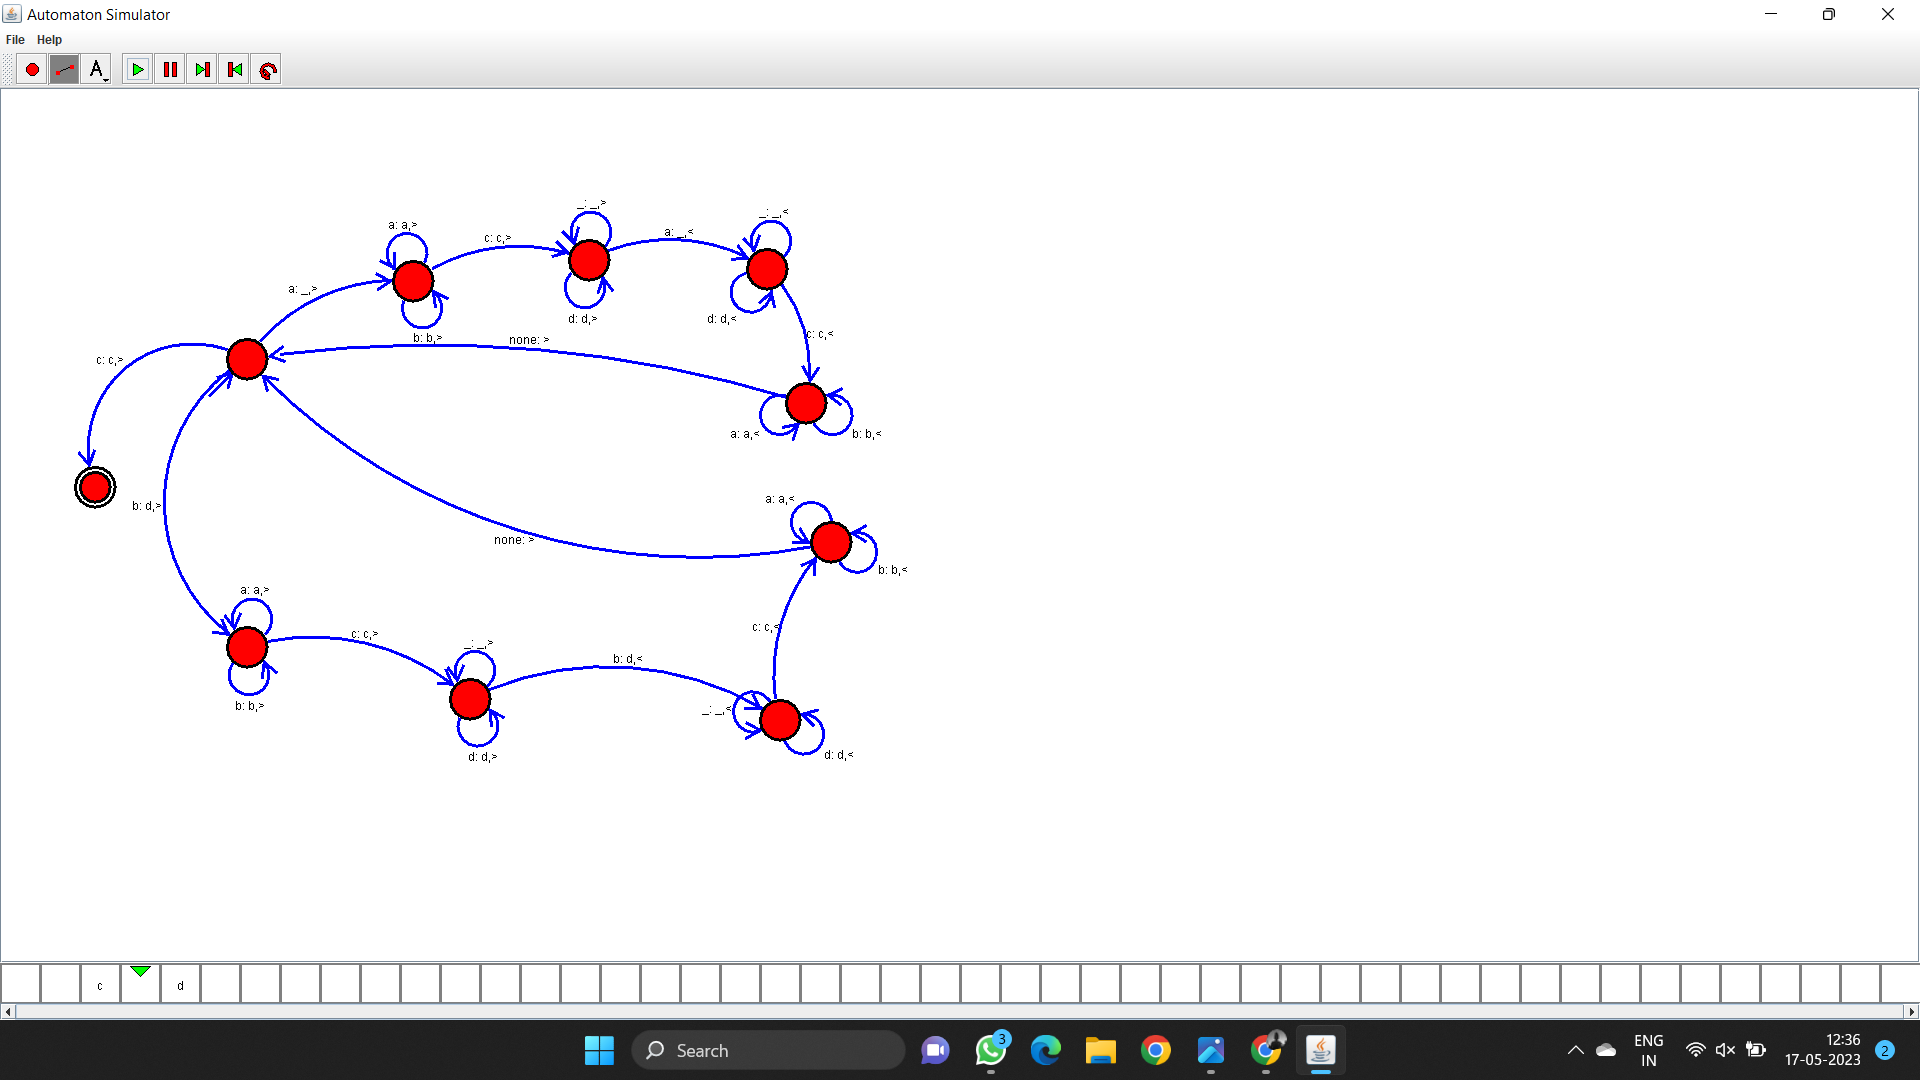 Automaton Simulator
File Help
A
_: _,>
_: _,<
a: a,>
a: _,<
c: c,>
a: _,>
d: d,>
d: d,<
c: c,<
b: b,>
none: >
c: c,>
a: a,<
b: b,<
a: a,<
b: d,>
none: >
b: b,<
a: a,>
c: c,<
c: c,>
_: _,>
b: d,<
b: b,>
_: _,<
d: d,>
d: d,<
c d
Search
3
ENG
IN
12:36
17-05-2023
2